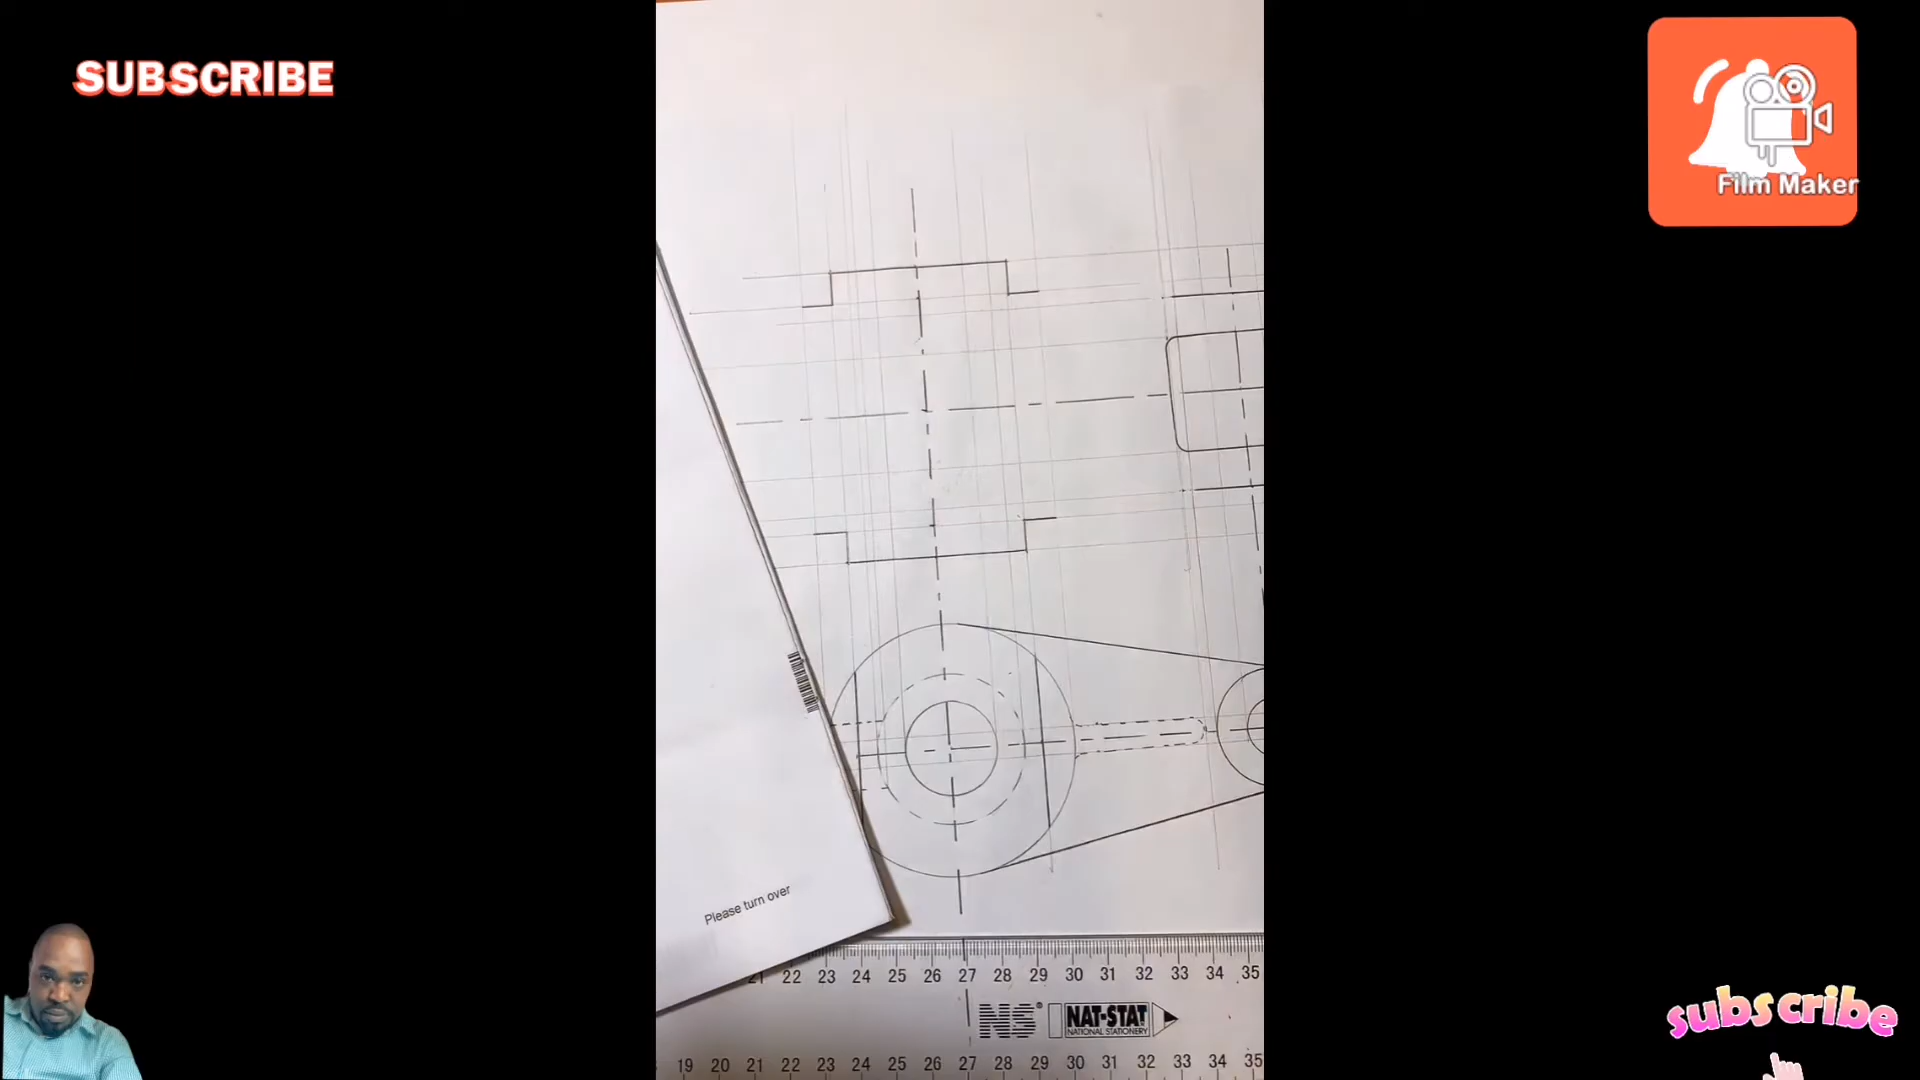 SUBSCRIBE
Film Maker
Please turn over
21 22 23 24 25 26 27 28 29 30 31 32 33 34 35
NS® NAT-STAT
NATIONAL STATIONERY
19 20 21 22 23 24 25 26 27 28 29 30 31 32 33 34 35
subscribe